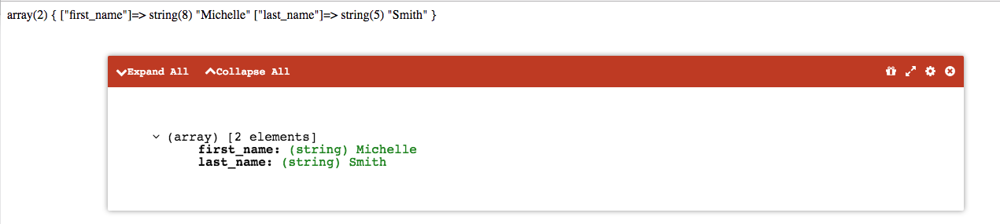 array(2) { ["first_name"]=> string(8) "Michelle" ["last_name"]=> string(5) "Smith" }
Expand All Collapse All
(array) [2 elements]
first_name: (string) Michelle
last_name: (string) Smith